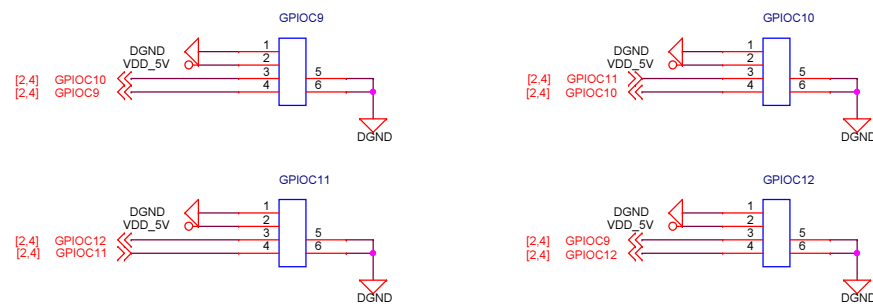 GPIOC9
DGND
VDD_5V
[2,4] GPIOC10
[2,4] GPIOC9
1
2
3
4
5
6
DGND
GPIOC10
DGND
VDD_5V
[2,4] GPIOC11
[2,4] GPIOC10
1
2
3
4
5
6
DGND
GPIOC11
DGND
VDD_5V
[2,4] GPIOC12
[2,4] GPIOC11
1
2
3
4
5
6
DGND
GPIOC12
DGND
VDD_5V
[2,4] GPIOC9
[2,4] GPIOC12
1
2
3
4
5
6
DGND